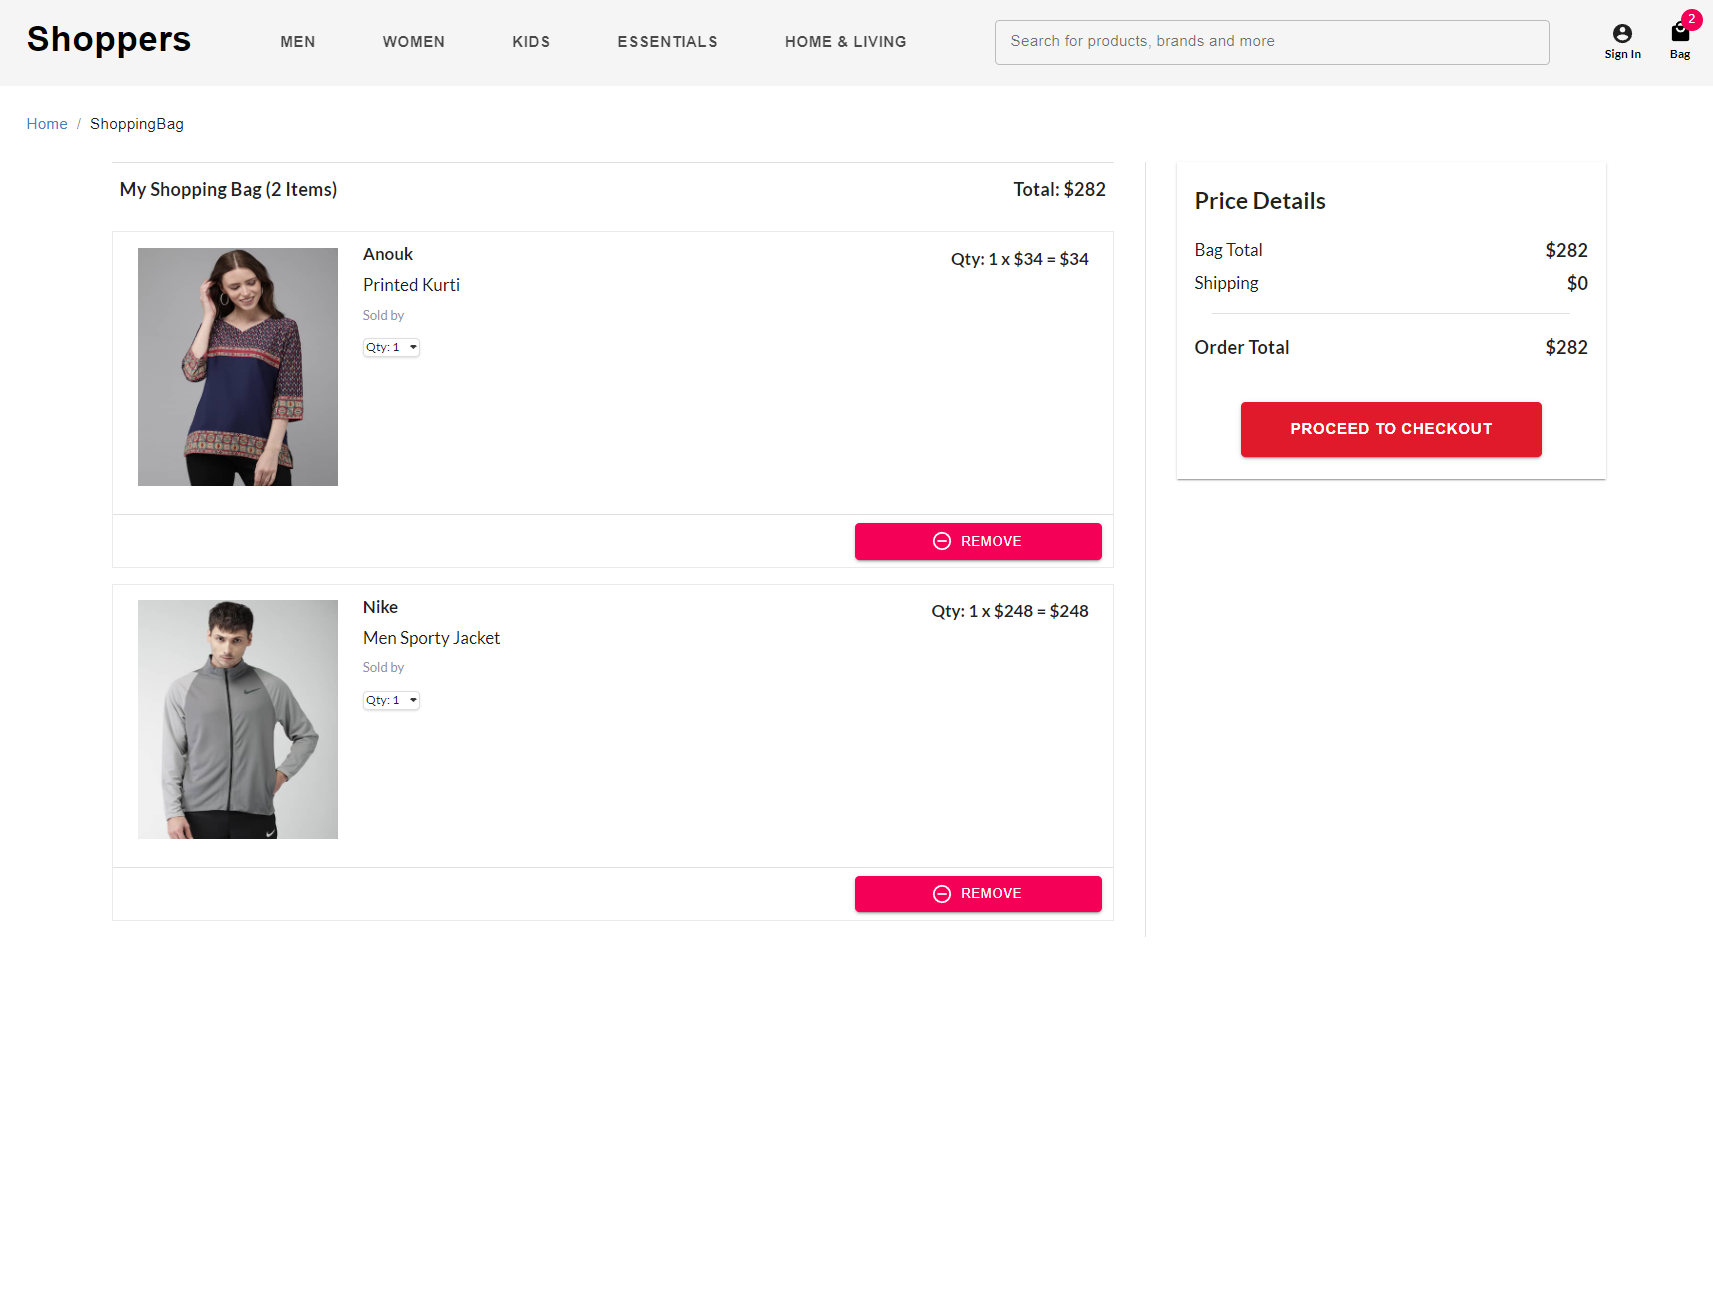 Shoppers
MEN
WOMEN
KIDS
ESSENTIALS
HOME & LIVING
Search for products, brands and more
Sign In
2
Bag
Home / ShoppingBag
My Shopping Bag (2 Items)
Total: $282
Anouk
Printed Kurti
Sold by
Qty: 1
Qty: 1 x $34 = $34
REMOVE
Nike
Men Sporty Jacket
Sold by
Qty: 1
Qty: 1 x $248 = $248
REMOVE
Price Details
Bag Total $282
Shipping $0
Order Total $282
PROCEED TO CHECKOUT